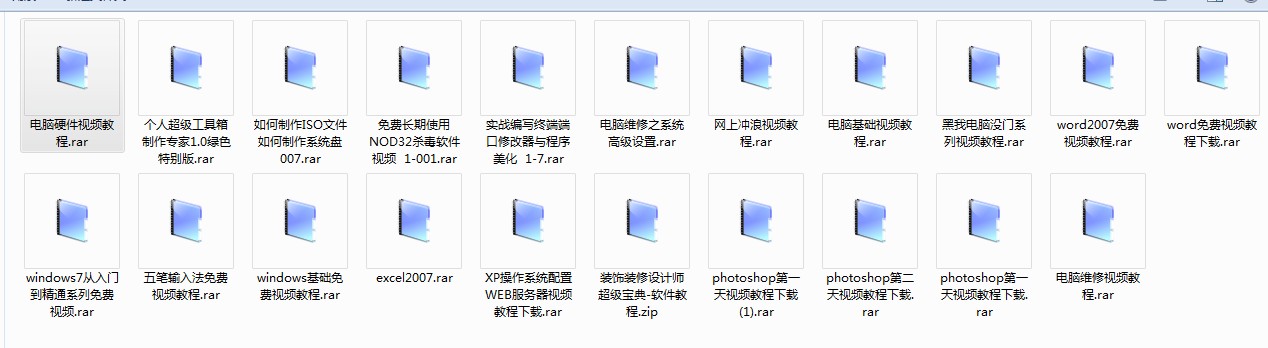 电脑硬件视频教
程.rar
个人超级工具箱
制作专家1.0绿色
特别版.rar
如何制作ISO文件
如何制作系统盘
007.rar
免费长期使用
NOD32杀毒软件
视频 1-001.rar
实战编写终端端
口修改器与程序
美化 1-7.rar
电脑维修之系统
高级设置.rar
网上冲浪视频教
程.rar
电脑基础视频教
程.rar
黑我电脑没门系
列视频教程.rar
word2007免费
视频教程.rar
word免费视频教
程下载.rar
windows7从入门
到精通系列免费
视频.rar
五笔输入法免费
视频教程.rar
windows基础免
费视频教程.rar
excel2007.rar
XP操作系统配置
WEB服务器视频
教程下载.rar
装饰装修设计师
超级宝典-软件教
程.zip
photoshop第一
天视频教程下载
(1).rar
photoshop第二
天视频教程下载.
rar
photoshop第一
天视频教程下载.
rar
电脑维修视频教
程.rar